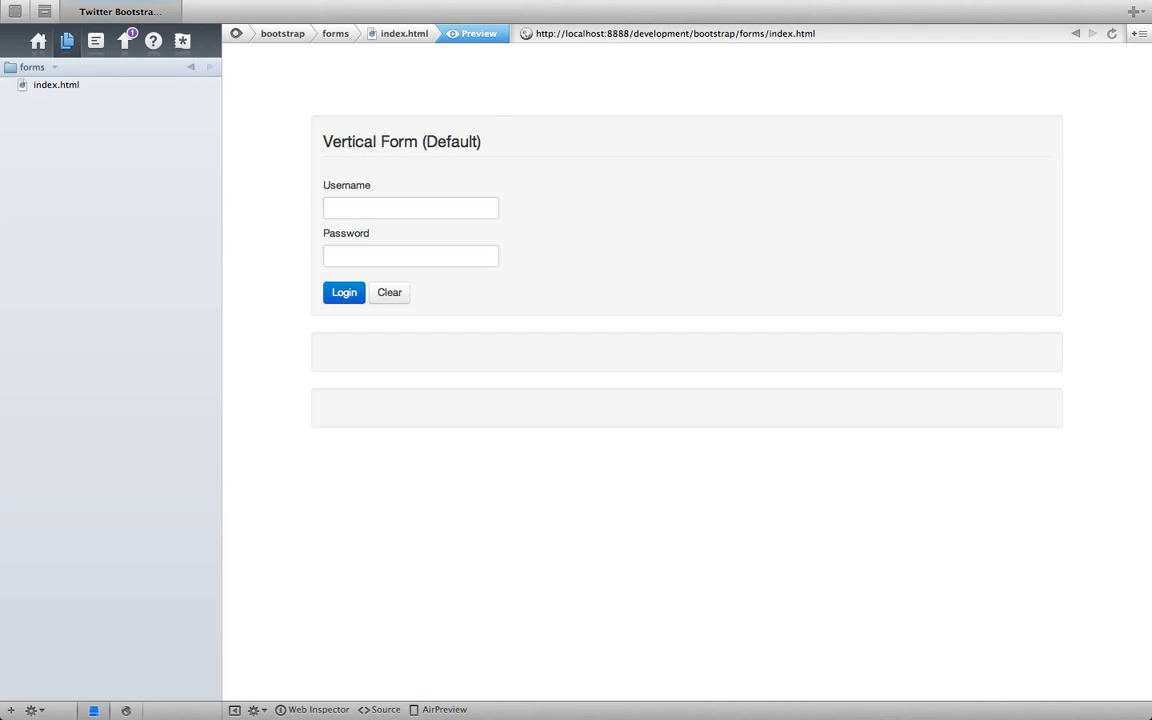 Twitter Bootstra...
1
bootstrap forms index.html Preview http://localhost:8888/development/bootstrap/forms/index.html
forms
index.html
Vertical Form (Default)
Username
Password
Login Clear
Web Inspector Source AirPreview